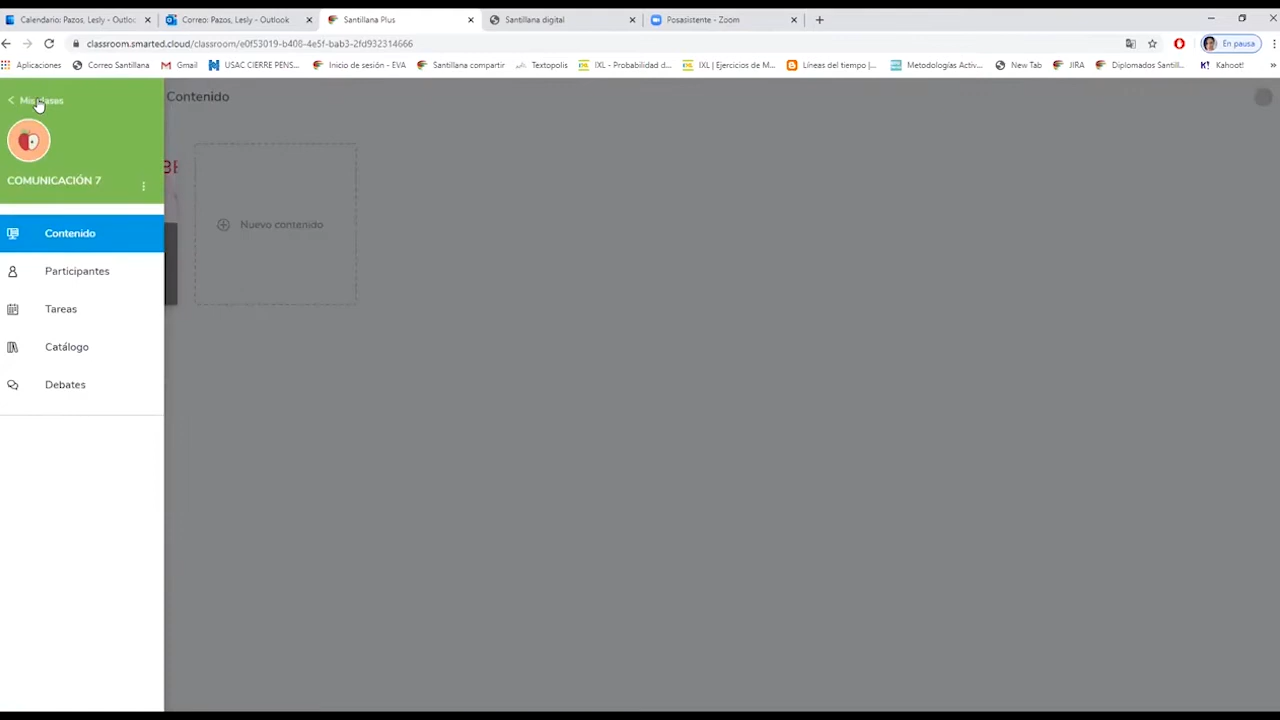 Calendario: Pazos, Lesly - Outloo
Correo: Pazos, Lesly - Outlook
Santillana Plus
Santillana digital
Posasistente - Zoom
classroom.smarted.cloud/classroom/e0f53019-b408-4e5f-bab3-2fd932314666
En pausa
Aplicaciones
Correo Santillana
Gmail
USAC CIERRE PENS...
Inicio de sesión - EVA
Santillana compartir
Textopolis
IXL - Probabilidad d...
IXL | Ejercicios de M...
Líneas del tiempo |...
Metodologías Activ...
New Tab
JIRA
Diplomados Santill...
Kahoot!
Mis clases
Contenido
COMUNICACIÓN 7
Nuevo contenido
Contenido
Participantes
Tareas
Catálogo
Debates